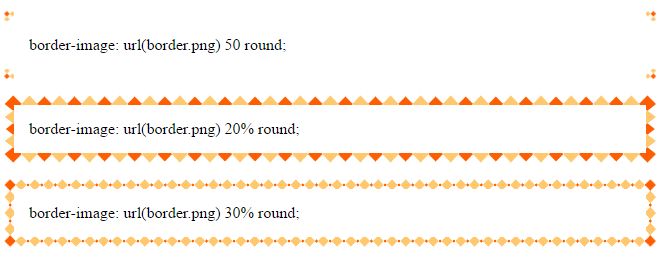 border-image: url(border.png) 50 round;
border-image: url(border.png) 20% round;
border-image: url(border.png) 30% round;